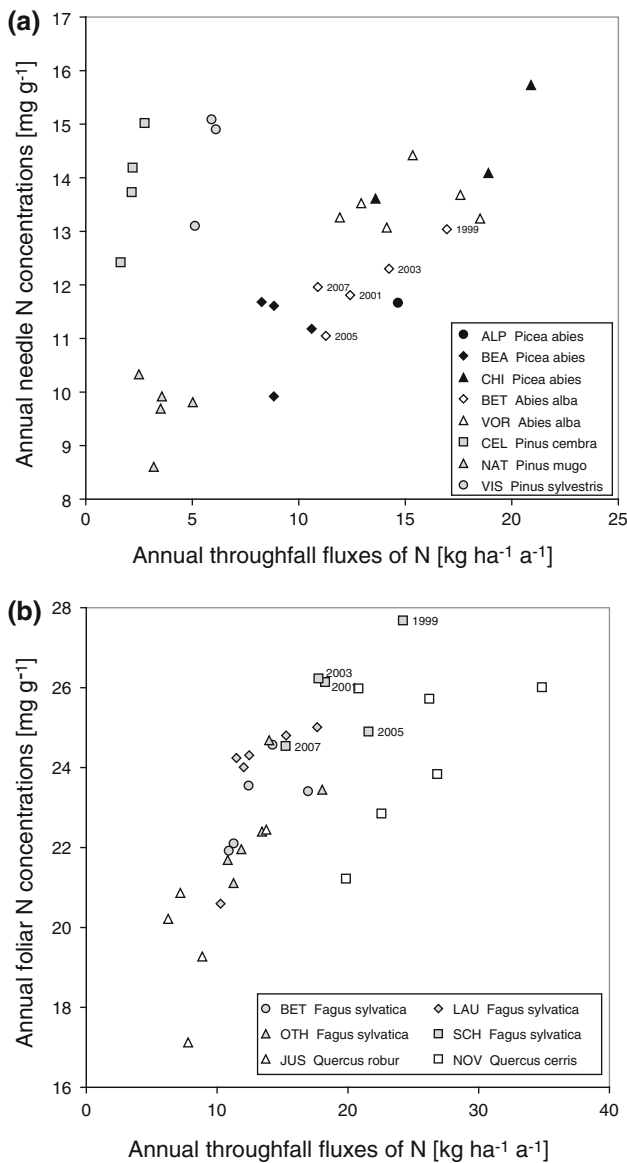 (a)
17
16
15
14
13
12
11
10
9
8
Annual needle N concentrations [mg g-1]
1999
2003
2007
2001
2005
ALP Picea abies
BEA Picea abies
CHI Picea abies
BET Abies alba
VOR Abies alba
CEL Pinus cembra
NAT Pinus mugo
VIS Pinus sylvestris
0 5 10 15 20 25
Annual throughfall fluxes of N [kg ha-1 a-1]
(b)
28
26
24
22
20
18
16
Annual foliar N concentrations [mg g-1]
1999
2003
2001
2005
2007
BET Fagus sylvatica LAU Fagus sylvatica
OTH Fagus sylvatica SCH Fagus sylvatica
JUS Quercus robur NOV Quercus cerris
0 10 20 30 40
Annual throughfall fluxes of N [kg ha-1 a-1]